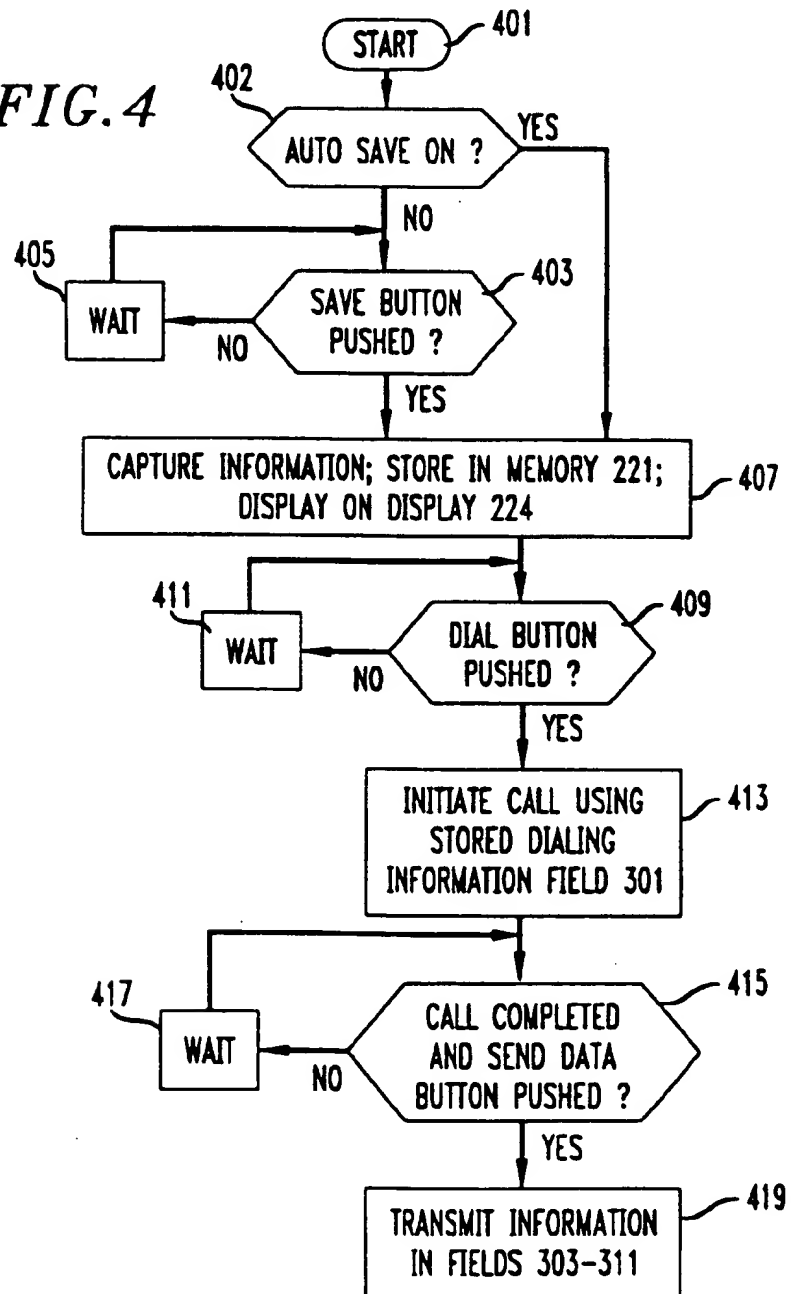 FIG. 4
START
401
402
AUTO SAVE ON ?
YES
NO
405
WAIT
NO
SAVE BUTTON
PUSHED ?
403
YES
CAPTURE INFORMATION; STORE IN MEMORY 221;
DISPLAY ON DISPLAY 224
407
411
WAIT
NO
DIAL BUTTON
PUSHED ?
409
YES
INITIATE CALL USING
STORED DIALING
INFORMATION FIELD 301
413
417
WAIT
NO
CALL COMPLETED
AND SEND DATA
BUTTON PUSHED ?
415
YES
TRANSMIT INFORMATION
IN FIELDS 303-311
419